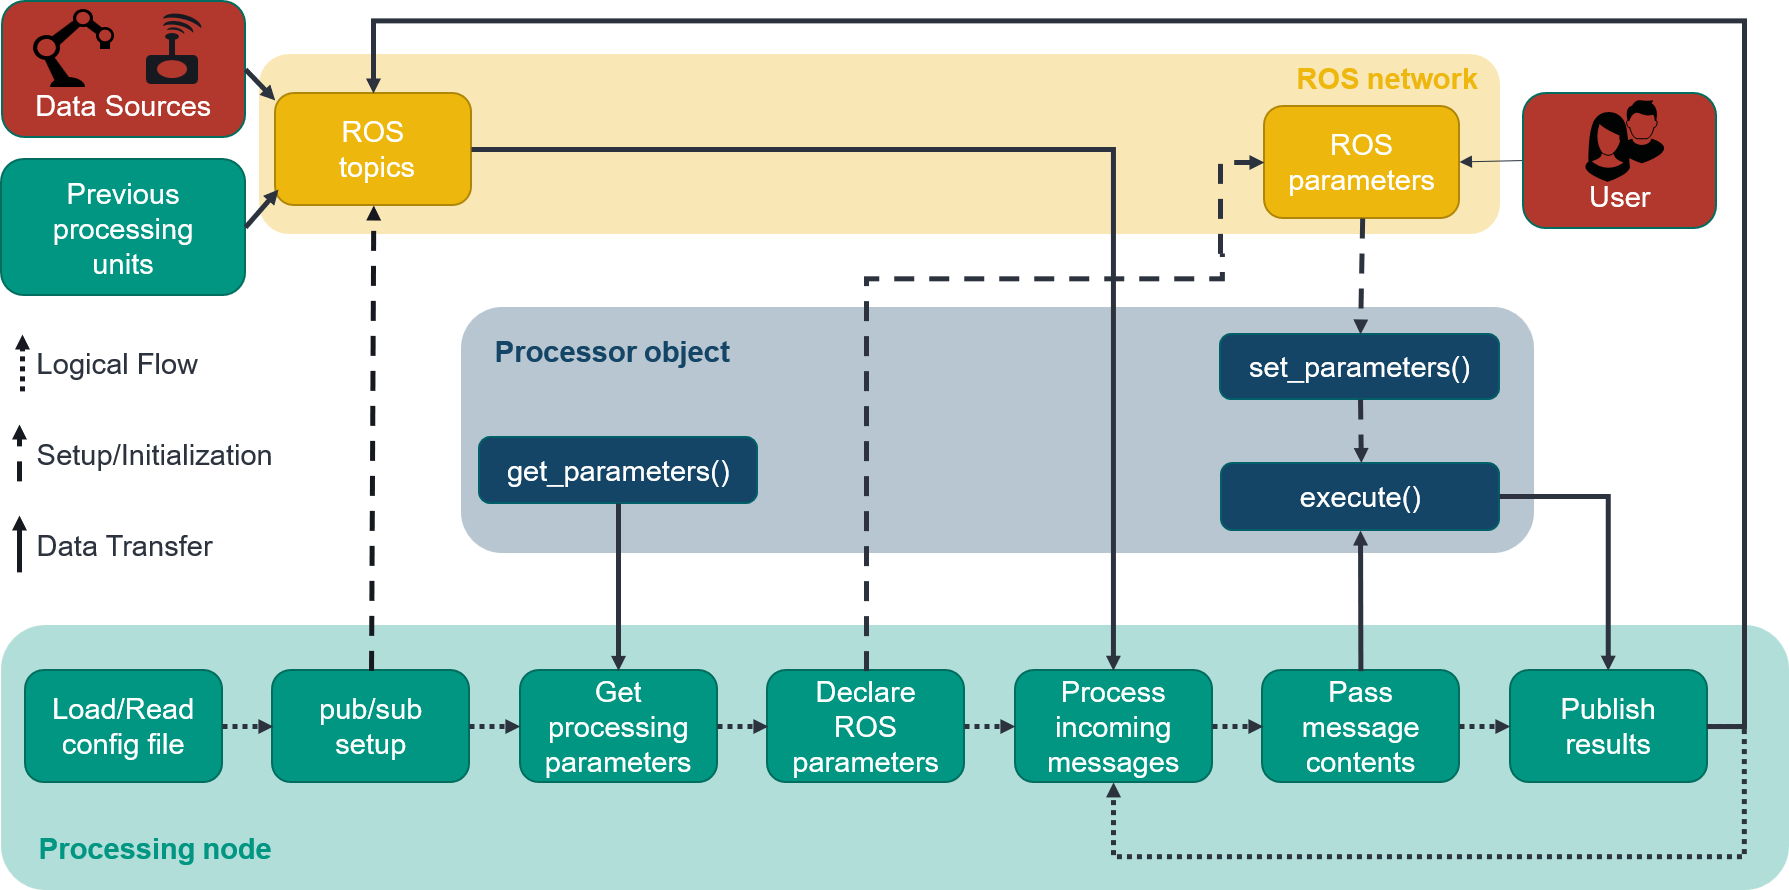 Data Sources
Previous
processing
units
ROS network
ROS
topics
ROS
parameters
User
Logical Flow
Setup/Initialization
Data Transfer
Processor object
set_parameters()
get_parameters()
execute()
Load/Read
config file
pub/sub
setup
Get
processing
parameters
Declare
ROS
parameters
Process
incoming
messages
Pass
message
contents
Publish
results
Processing node